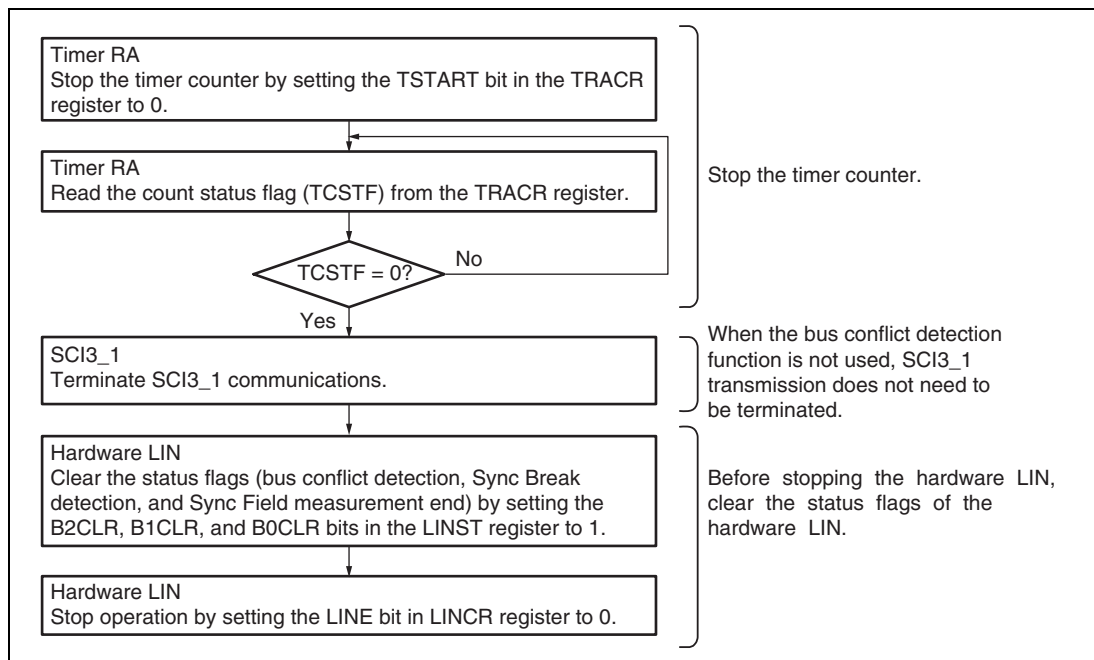 Timer RA
Stop the timer counter by setting the TSTART bit in the TRACR
register to 0.
Timer RA
Read the count status flag (TCSTF) from the TRACR register.
Stop the timer counter.
TCSTF = 0?
No
Yes
SCI3_1
Terminate SCI3_1 communications.
When the bus conflict detection
function is not used, SCI3_1
transmission does not need to
be terminated.
Hardware LIN
Clear the status flags (bus conflict detection, Sync Break
detection, and Sync Field measurement end) by setting the
B2CLR, B1CLR, and B0CLR bits in the LINST register to 1.
Before stopping the hardware LIN,
clear the status flags of the
hardware LIN.
Hardware LIN
Stop operation by setting the LINE bit in LINCR register to 0.